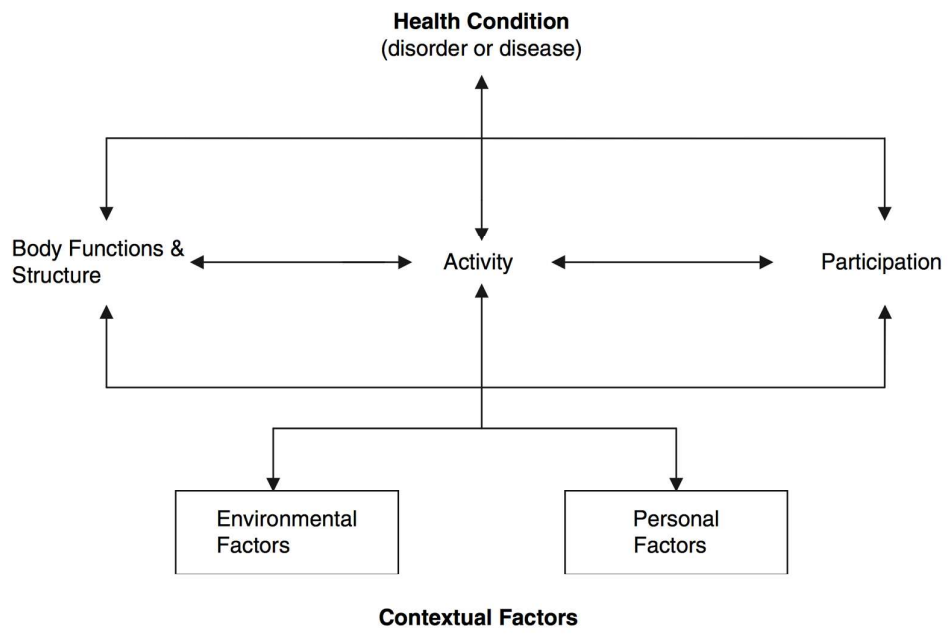 Health Condition
(disorder or disease)
Body Functions &
Structure
Activity
Participation
Environmental
Factors
Personal
Factors
Contextual Factors